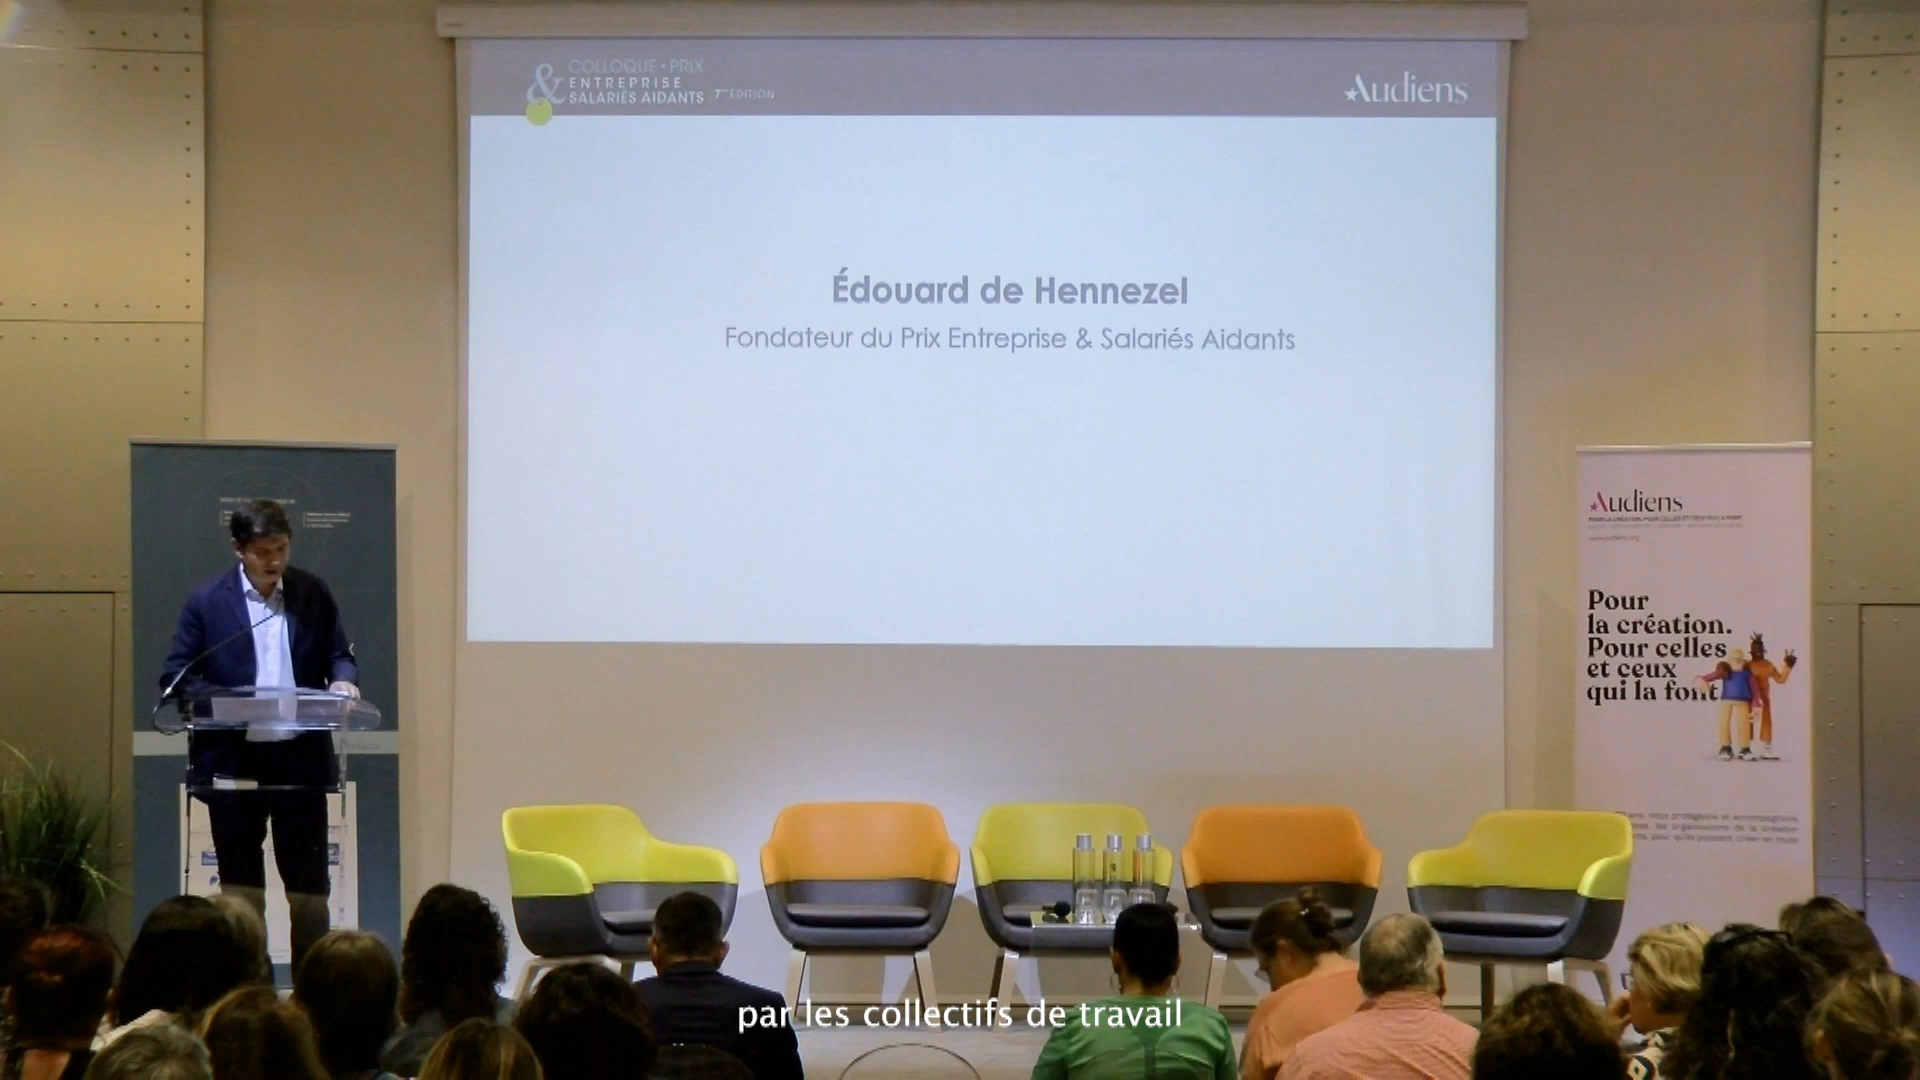 COLLOQUE • PRIX
ENTREPRISE
& SALARIÉS AIDANTS 7ème ÉDITION
Audiens
Édouard de Hennezel
Fondateur du Prix Entreprise & Salariés Aidants
Audiens
Pour
la création.
Pour celles
et ceux
qui la font.
par les collectifs de travail